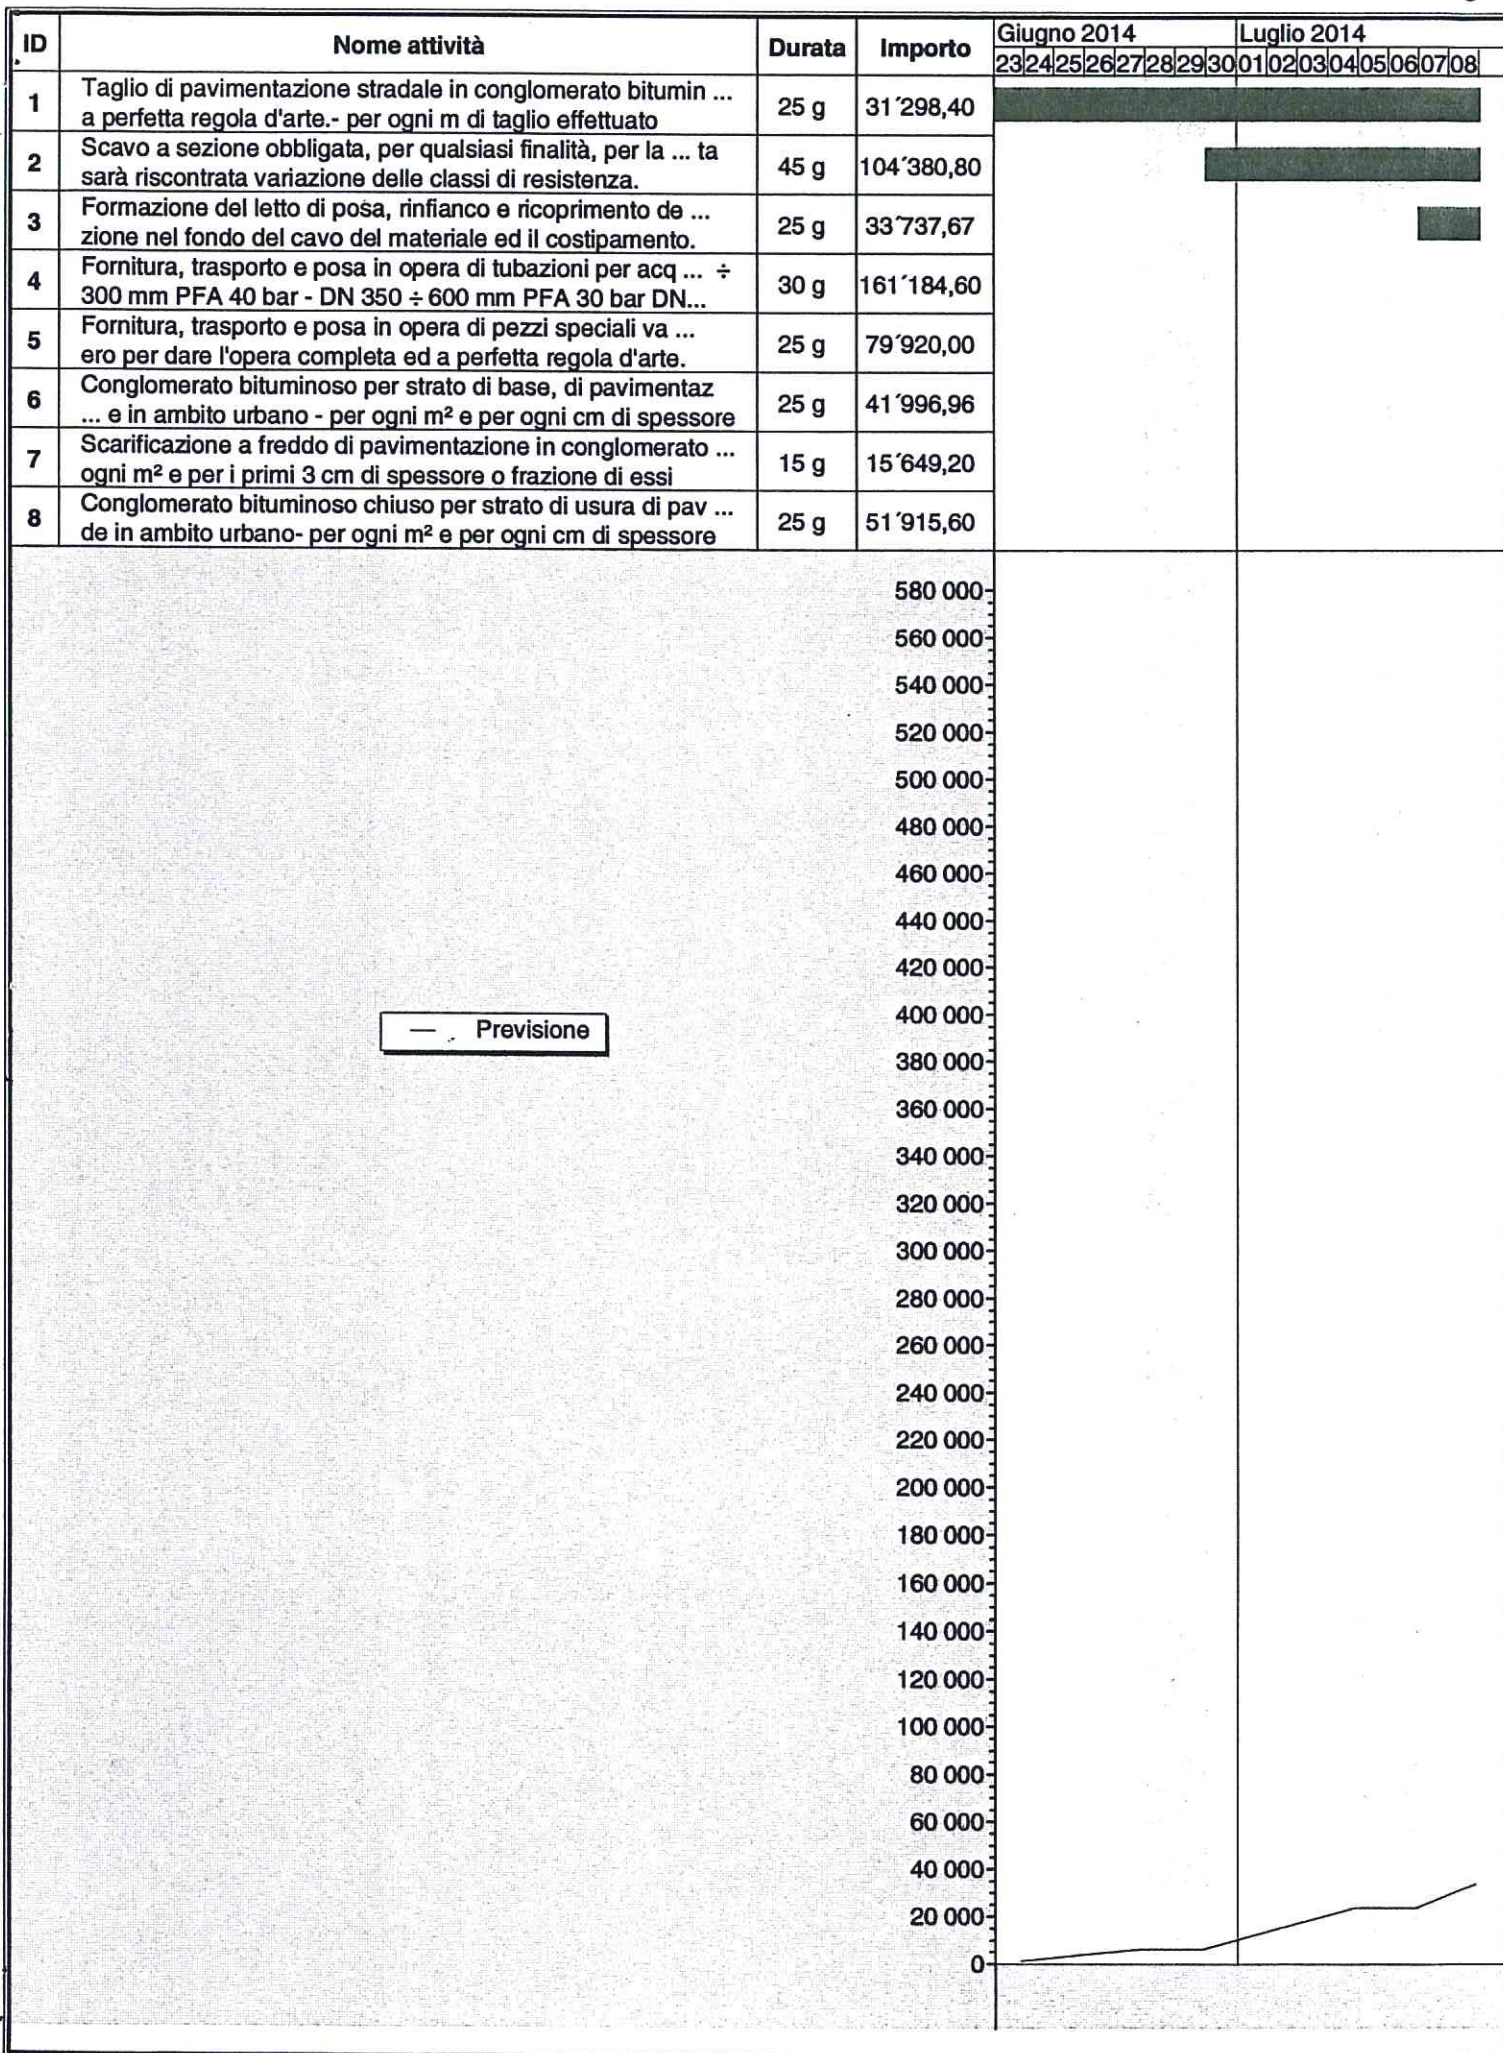 ID Nome attività Durata Importo Giugno 2014 Luglio 2014
23 24 25 26 27 28 29 30 01 02 03 04 05 06 07 08
1 Taglio di pavimentazione stradale in conglomerato bitumin ... 25 g 31´298,40
a perfetta regola d'arte.- per ogni m di taglio effettuato
2 Scavo a sezione obbligata, per qualsiasi finalità, per la ... ta 45 g 104´380,80
sarà riscontrata variazione delle classi di resistenza.
3 Formazione del letto di posa, rinfianco e ricoprimento de ... 25 g 33´737,67
zione nel fondo del cavo del materiale ed il costipamento.
4 Fornitura, trasporto e posa in opera di tubazioni per acq ... ÷ 30 g 161´184,60
300 mm PFA 40 bar - DN 350 ÷ 600 mm PFA 30 bar DN...
5 Fornitura, trasporto e posa in opera di pezzi speciali va ... 25 g 79´920,00
ero per dare l'opera completa ed a perfetta regola d'arte.
6 Conglomerato bituminoso per strato di base, di pavimentaz 25 g 41´996,96
... e in ambito urbano - per ogni m² e per ogni cm di spessore
7 Scarificazione a freddo di pavimentazione in conglomerato ... 15 g 15´649,20
ogni m² e per i primi 3 cm di spessore o frazione di essi
8 Conglomerato bituminoso chiuso per strato di usura di pav ... 25 g 51´915,60
de in ambito urbano- per ogni m² e per ogni cm di spessore
580 000
560 000
540 000
520 000
500 000
480 000
460 000
440 000
420 000
400 000
— Previsione
380 000
360 000
340 000
320 000
300 000
280 000
260 000
240 000
220 000
200 000
180 000
160 000
140 000
120 000
100 000
80 000
60 000
40 000
20 000
0